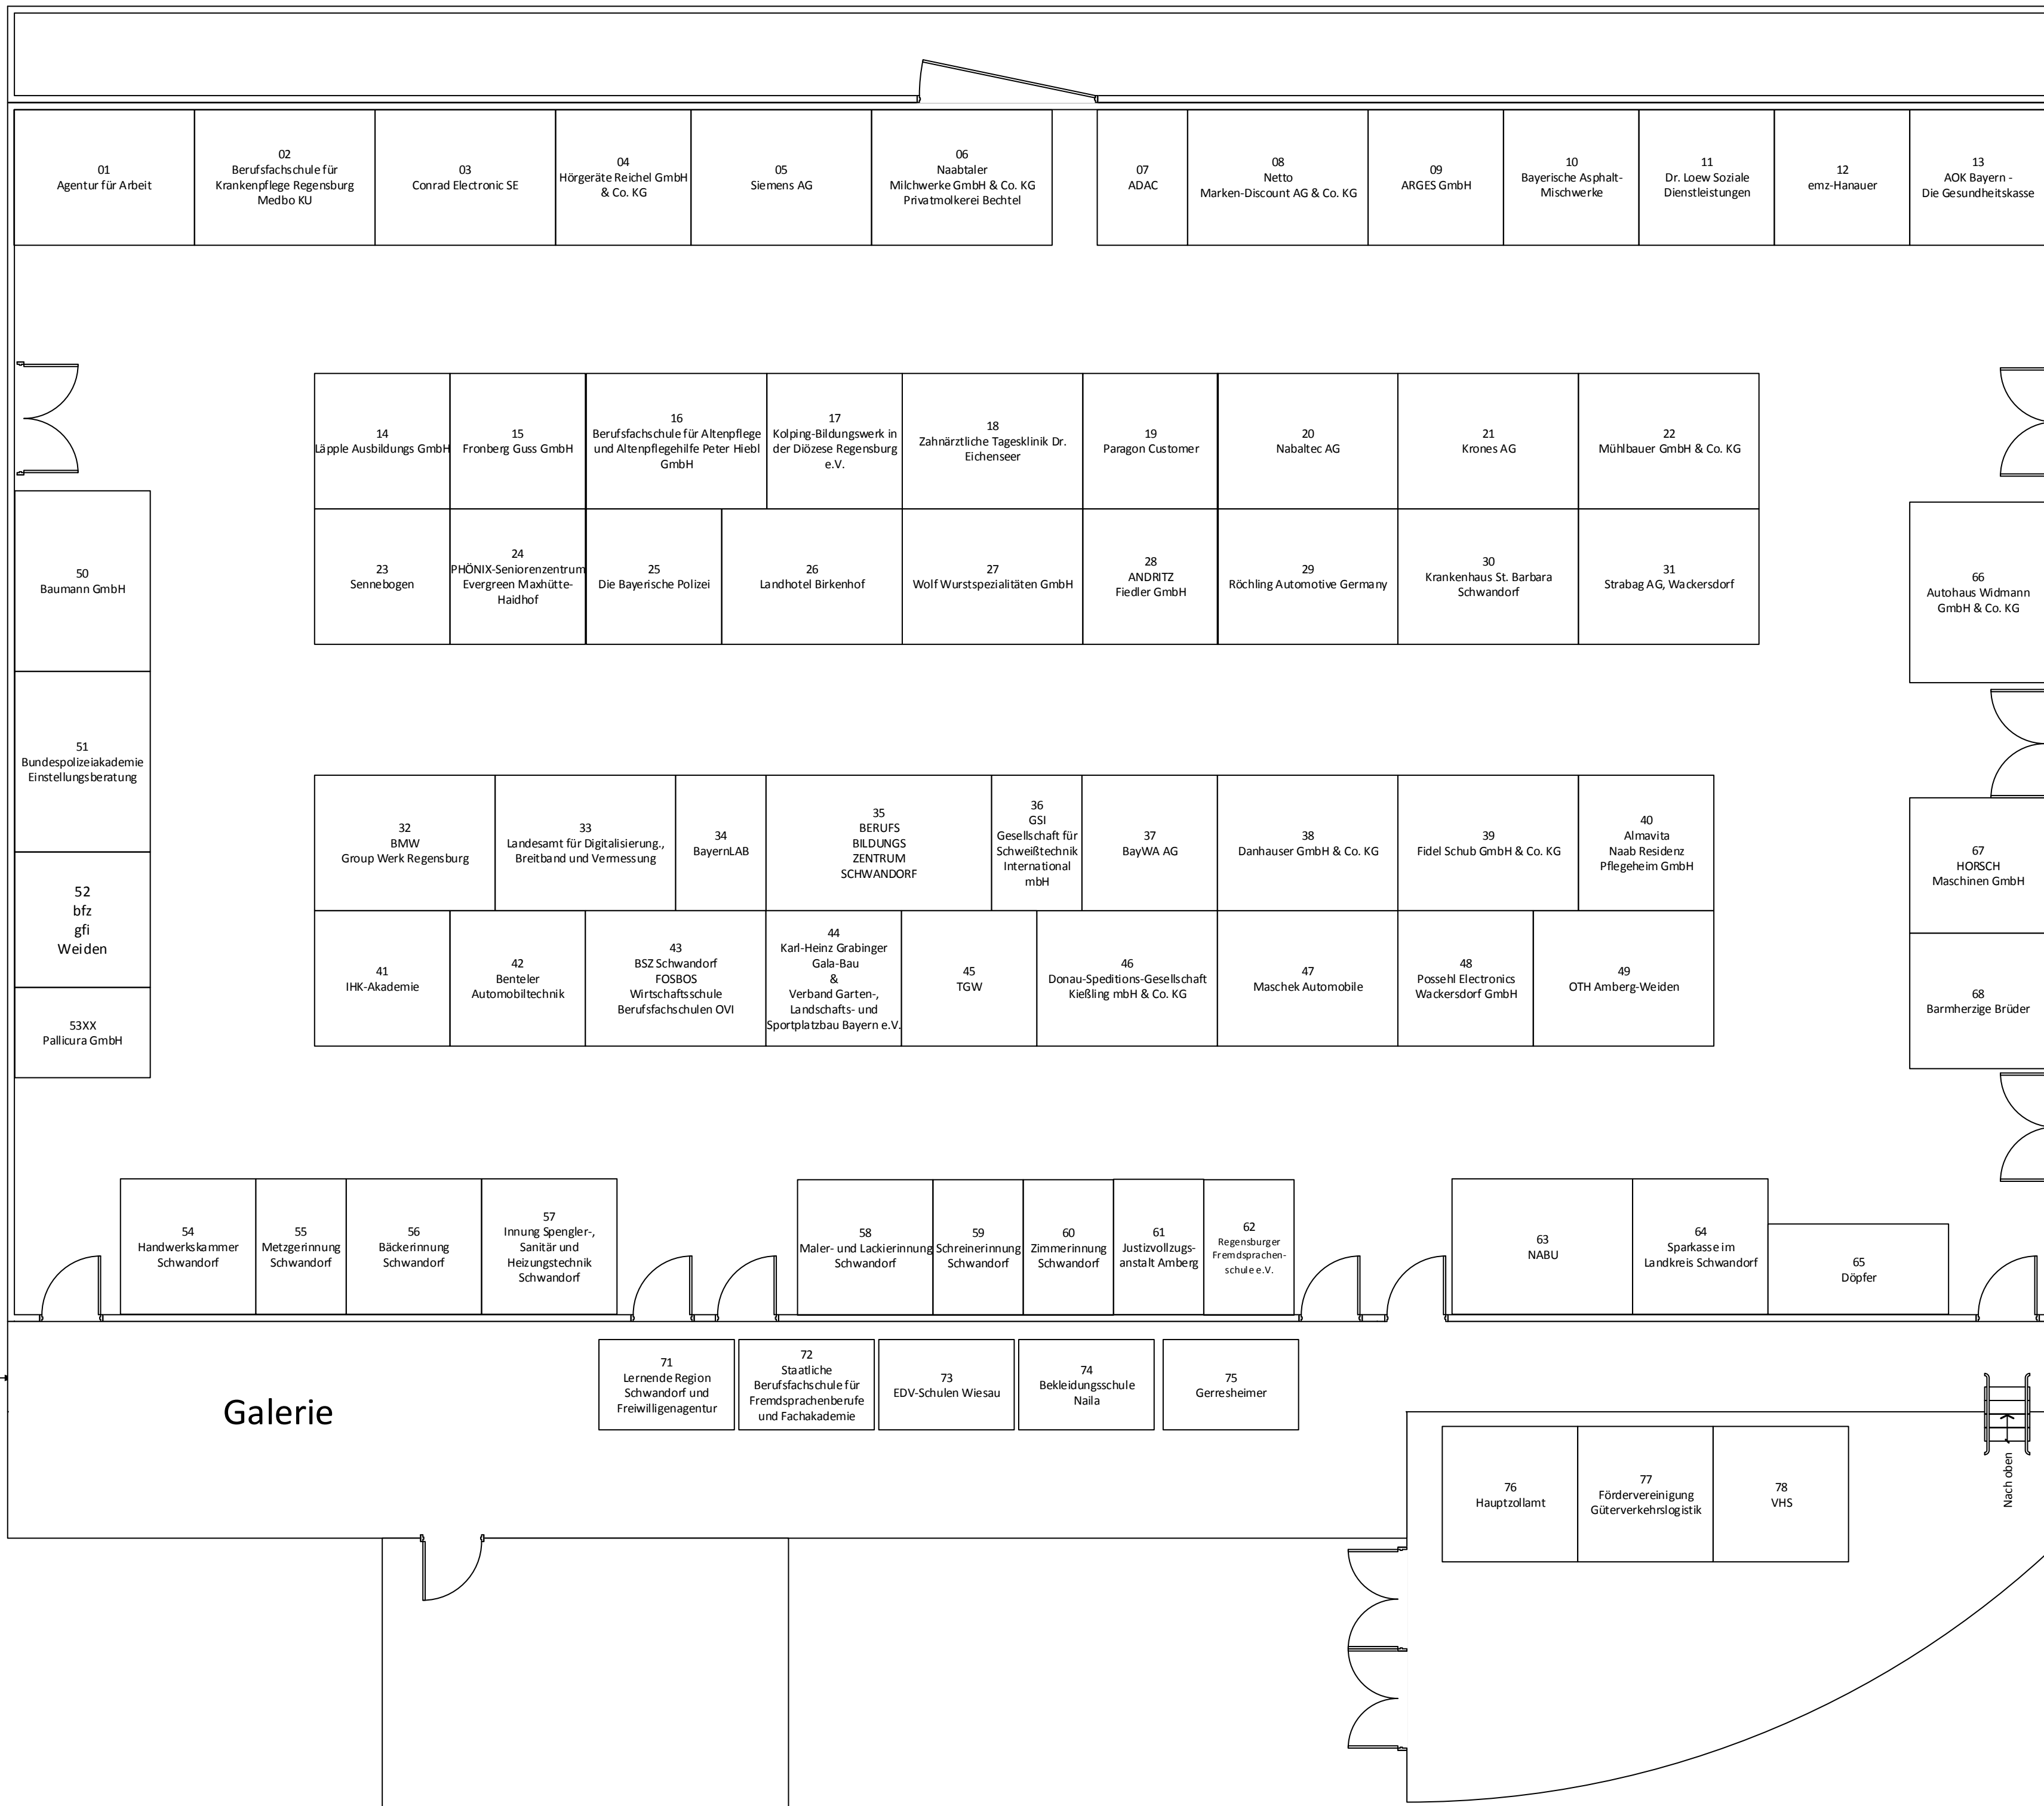 01
Agentur für Arbeit
02
Berufsfachschule für
Krankenpflege Regensburg
Medbo KU
03
Conrad Electronic SE
04
Hörgeräte Reichel GmbH
& Co. KG
05
Siemens AG
06
Naabtaler
Milchwerke GmbH & Co. KG
Privatmolkerei Bechtel
07
ADAC
08
Netto
Marken-Discount AG & Co. KG
09
ARGES GmbH
10
Bayerische Asphalt-
Mischwerke
11
Dr. Loew Soziale
Dienstleistungen
12
emz-Hanauer
13
AOK Bayern -
Die Gesundheitskasse
14
Läpple Ausbildungs GmbH
15
Fronberg Guss GmbH
16
Berufsfachschule für Altenpflege
und Altenpflegehilfe Peter Hiebl
GmbH
17
Kolping-Bildungswerk in
der Diözese Regensburg
e.V.
18
Zahnärztliche Tagesklinik Dr.
Eichenseer
19
Paragon Customer
20
Nabaltec AG
21
Krones AG
22
Mühlbauer GmbH & Co. KG
23
Sennebogen
24
PHÖNIX-Seniorenzentrum
Evergreen Maxhütte-
Haidhof
25
Die Bayerische Polizei
26
Landhotel Birkenhof
27
Wolf Wurstspezialitäten GmbH
28
ANDRITZ
Fiedler GmbH
29
Röchling Automotive Germany
30
Krankenhaus St. Barbara
Schwandorf
31
Strabag AG, Wackersdorf
50
Baumann GmbH
51
Bundespolizeiakademie
Einstellungsberatung
52
bfz
gfi
Weiden
53XX
Pallicura GmbH
66
Autohaus Widmann
GmbH & Co. KG
67
HORSCH
Maschinen GmbH
68
Barmherzige Brüder
32
BMW
Group Werk Regensburg
33
Landesamt für Digitalisierung.,
Breitband und Vermessung
34
BayernLAB
35
BERUFS
BILDUNGS
ZENTRUM
SCHWANDORF
36
GSI
Gesellschaft für
Schweißtechnik
International
mbH
37
BayWA AG
38
Danhauser GmbH & Co. KG
39
Fidel Schub GmbH & Co. KG
40
Almavita
Naab Residenz
Pflegeheim GmbH
41
IHK-Akademie
42
Benteler
Automobiltechnik
43
BSZ Schwandorf
FOSBOS
Wirtschaftsschule
Berufsfachschulen OVI
44
Karl-Heinz Grabinger
Gala-Bau
&
Verband Garten-,
Landschafts- und
Sportplatzbau Bayern e.V.
45
TGW
46
Donau-Speditions-Gesellschaft
Kießling mbH & Co. KG
47
Maschek Automobile
48
Possehl Electronics
Wackersdorf GmbH
49
OTH Amberg-Weiden
54
Handwerkskammer
Schwandorf
55
Metzgerinnung
Schwandorf
56
Bäckerinnung
Schwandorf
57
Innung Spengler-,
Sanitär und
Heizungstechnik
Schwandorf
58
Maler- und Lackierinnung
Schwandorf
59
Schreinerinnung
Schwandorf
60
Zimmerinnung
Schwandorf
61
Justizvollzugs-
anstalt Amberg
62
Regensburger
Fremdsprachen-
schule e.V.
63
NABU
64
Sparkasse im
Landkreis Schwandorf
65
Döpfer
Galerie
71
Lernende Region
Schwandorf und
Freiwilligenagentur
72
Staatliche
Berufsfachschule für
Fremdsprachenberufe
und Fachakademie
73
EDV-Schulen Wiesau
74
Bekleidungsschule
Naila
75
Gerresheimer
76
Hauptzollamt
77
Fördervereinigung
Güterverkehrslogistik
78
VHS
Nach oben